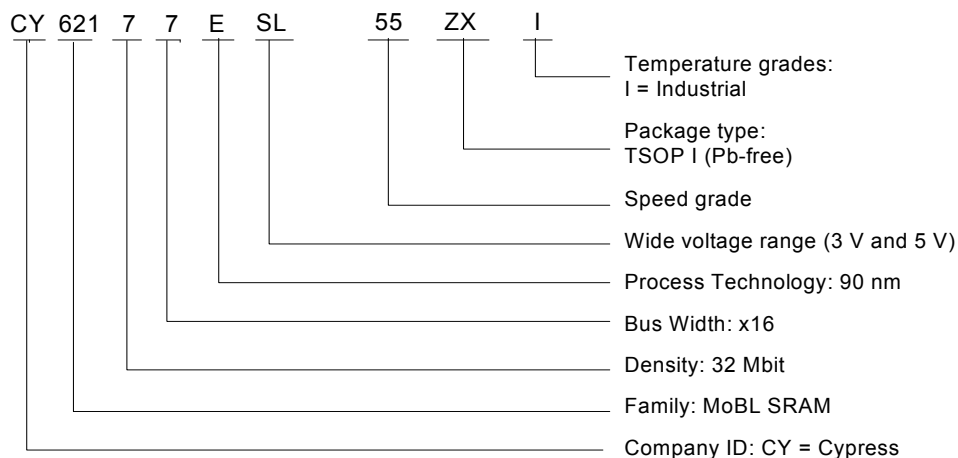 CY 621 7 7 E SL 55 ZX I
Temperature grades:
I = Industrial
Package type:
TSOP I (Pb-free)
Speed grade
Wide voltage range (3 V and 5 V)
Process Technology: 90 nm
Bus Width: x16
Density: 32 Mbit
Family: MoBL SRAM
Company ID: CY = Cypress